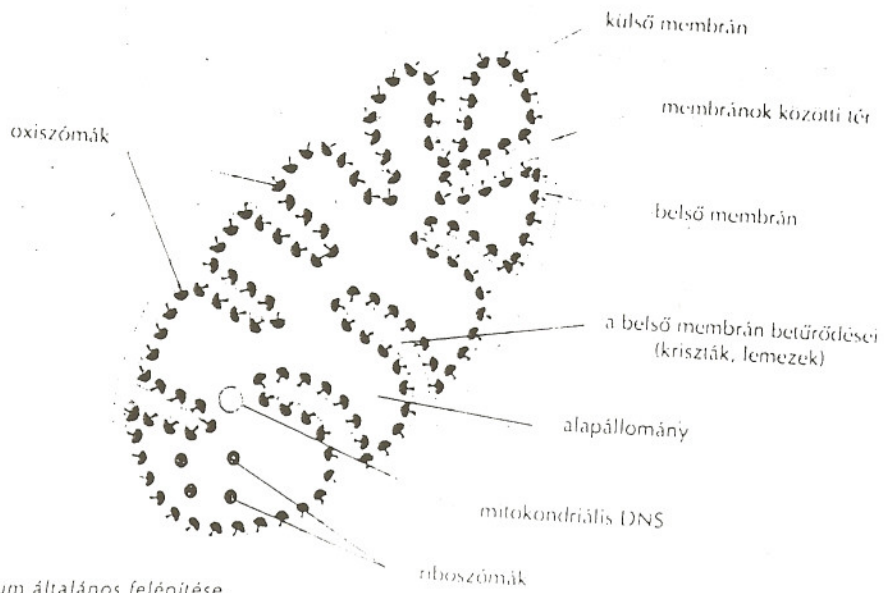 külső membrán
membránok közötti tér
oxiszómák
belső membrán
a belső membrán betűrődései
(kriszták, lemezek)
alapállomány
mitokondriális DNS
riboszómák
um általános felépítése